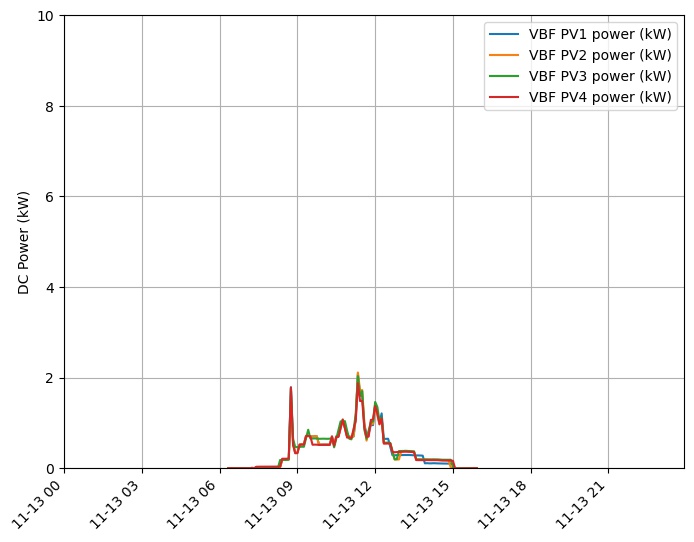 10
VBF PV1 power (kW)
VBF PV2 power (kW)
VBF PV3 power (kW)
VBF PV4 power (kW)
8
6
DC Power (kW)
4
2
0
11-13 00
11-13 03
11-13 06
11-13 09
11-13 12
11-13 15
11-13 18
11-13 21